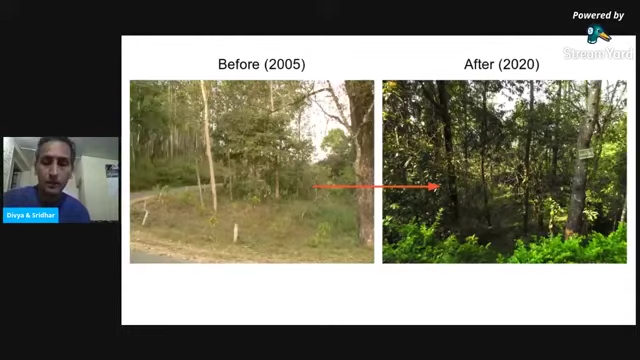 Powered by
StreamYard
Before (2005)
After (2020)
Divya & Sridhar